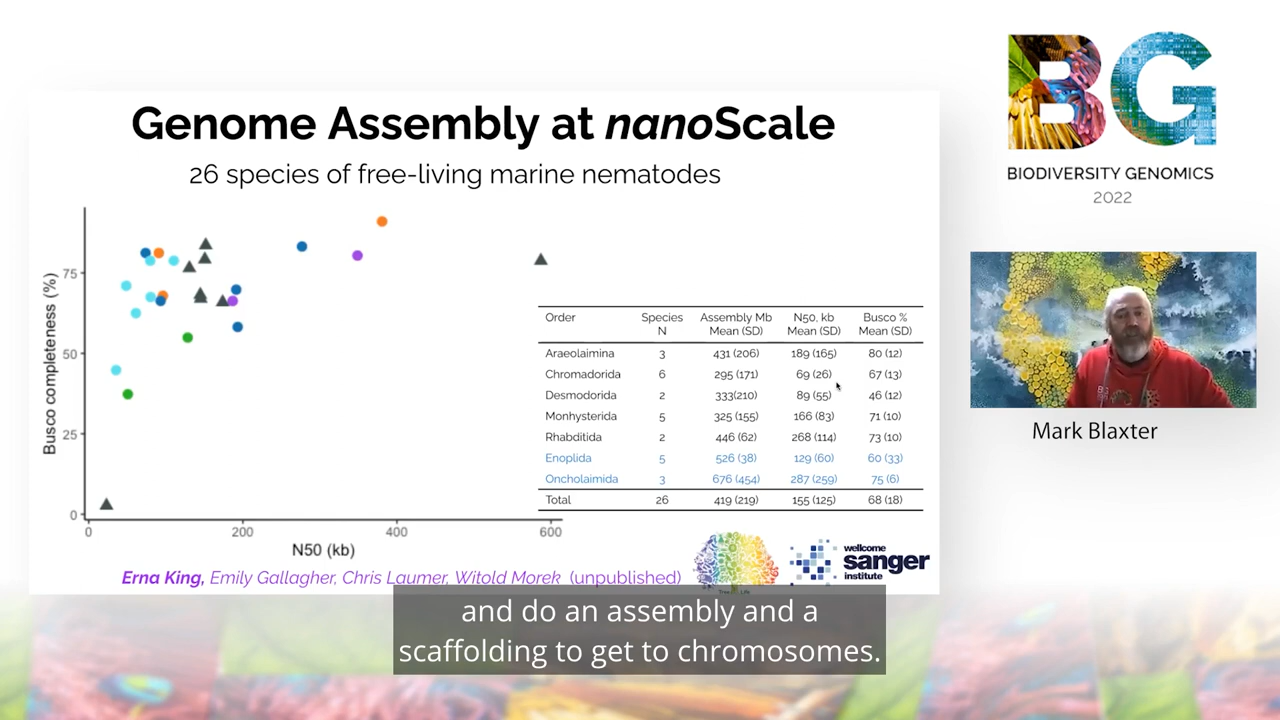 Genome Assembly at nanoScale
26 species of free-living marine nematodes
Busco completeness (%)
75
50
25
0
0 200 400 600
N50 (kb)
Order Species N Assembly Mb Mean (SD) N50, kb Mean (SD) Busco % Mean (SD)
Araeolaimina 3 431 (206) 189 (165) 80 (12)
Chromadorida 6 295 (171) 69 (26) 67 (13)
Desmodorida 2 333(210) 89 (55) 46 (12)
Monhysterida 5 325 (155) 166 (83) 71 (10)
Rhabditida 2 446 (62) 268 (114) 73 (10)
Enoplida 5 526 (38) 129 (60) 60 (33)
Oncholaimida 3 676 (454) 287 (259) 75 (6)
Total 26 419 (219) 155 (125) 68 (18)
Erna King, Emily Gallagher, Chris Laumer, Witold Morek (unpublished)
wellcome
sanger
institute
BG
BIODIVERSITY GENOMICS
2022
Mark Blaxter
and do an assembly and a
scaffolding to get to chromosomes.